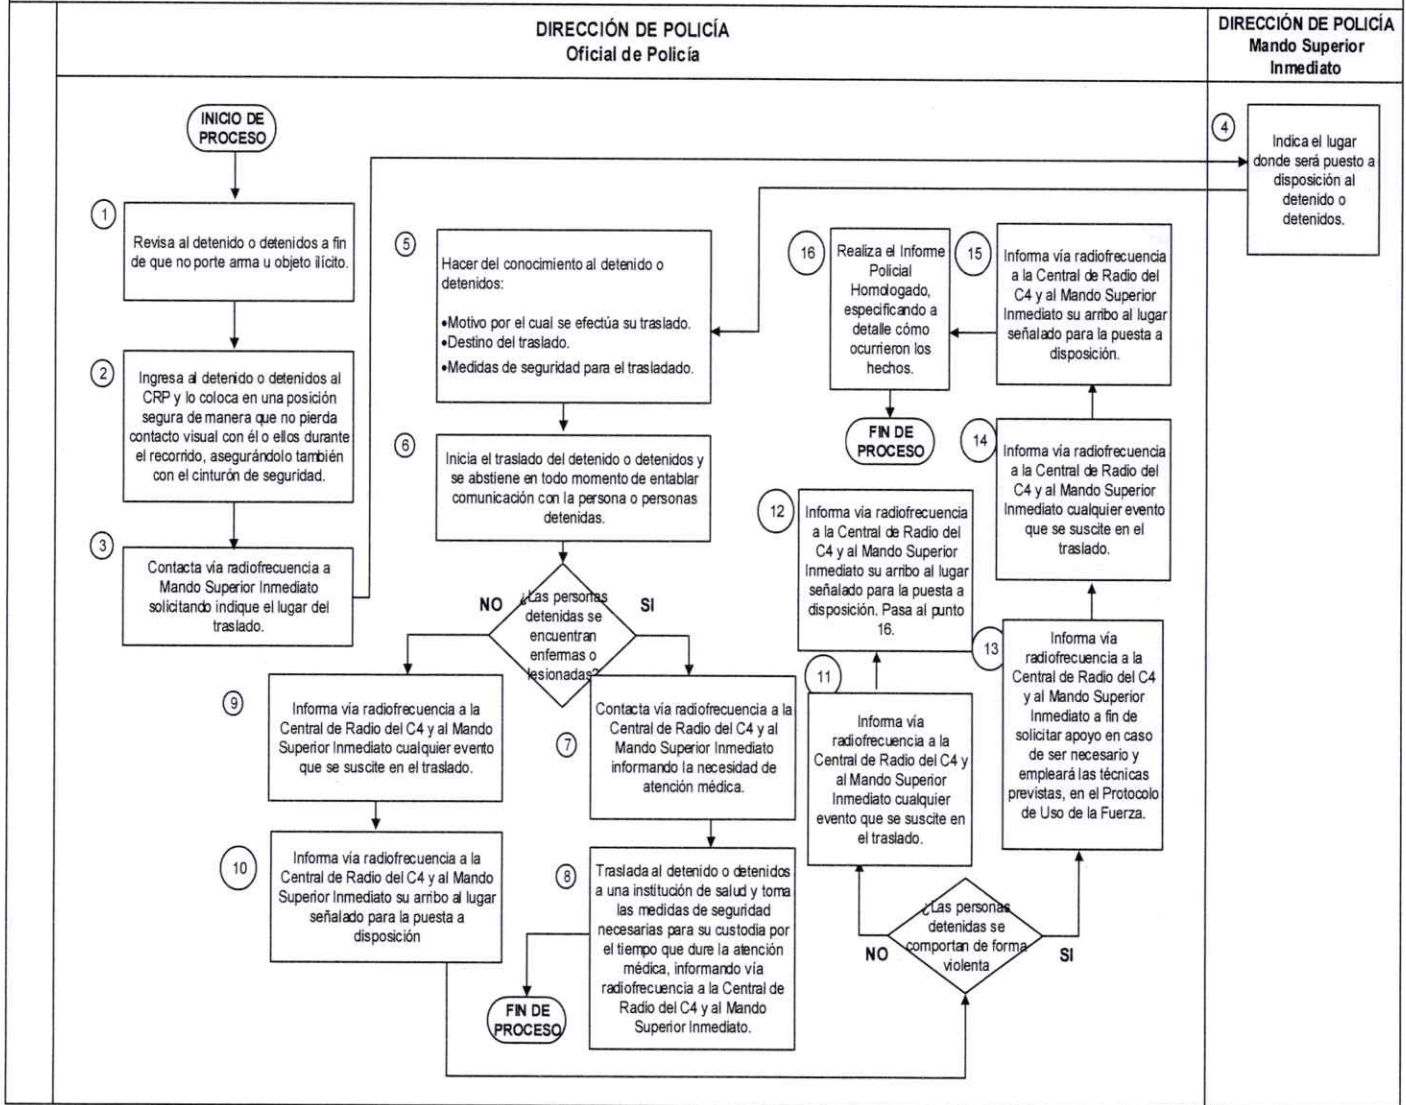 DIRECCIÓN DE POLICÍA
Oficial de Policía
DIRECCIÓN DE POLICÍA
Mando Superior
Inmediato
INICIO DE
PROCESO
1
Revisa al detenido o detenidos a fin
de que no porte arma u objeto ilícito.
2
Ingresa al detenido o detenidos al
CRP y lo coloca en una posición
segura de manera que no pierda
contacto visual con él o ellos durante
el recorrido, asegurándolo también
con el cinturón de seguridad.
3
Contacta vía radiofrecuencia a
Mando Superior Inmediato
solicitando indique el lugar del
traslado.
4
Indica el lugar
donde será puesto a
disposición al
detenido o
detenidos.
5
Hacer del conocimiento al detenido o
detenidos:
•Motivo por el cual se efectúa su traslado.
•Destino del traslado.
•Medidas de seguridad para el trasladado.
6
Inicia el traslado del detenido o detenidos y
se abstiene en todo momento de entablar
comunicación con la persona o personas
detenidas.
¿Las personas
detenidas se
encuentran
enfermas o
lesionadas?
NO
SI
7
Contacta vía radiofrecuencia a la
Central de Radio del C4 y al
Mando Superior Inmediato
informando la necesidad de
atención médica.
8
Traslada al detenido o detenidos
a una institución de salud y toma
las medidas de seguridad
necesarias para su custodia por
el tiempo que dure la atención
médica, informando vía
radiofrecuencia a la Central de
Radio del C4 y al Mando
Superior Inmediato.
FIN DE
PROCESO
9
Informa vía radiofrecuencia a la
Central de Radio del C4 y al Mando
Superior Inmediato cualquier evento
que se suscite en el traslado.
10
Informa vía radiofrecuencia a la
Central de Radio del C4 y al Mando
Superior Inmediato su arribo al lugar
señalado para la puesta a
disposición
¿Las personas
detenidas se
comportan de forma
violenta
NO
SI
11
Informa vía
radiofrecuencia a la
Central de Radio del C4 y
al Mando Superior
Inmediato cualquier
evento que se suscite en
el traslado.
12
Informa vía radiofrecuencia
a la Central de Radio del
C4 y al Mando Superior
Inmediato su arribo al lugar
señalado para la puesta a
disposición. Pasa al punto
16.
13
Informa vía
radiofrecuencia a la
Central de Radio del C4
y al Mando Superior
Inmediato a fin de
solicitar apoyo en caso
de ser necesario y
empleará las técnicas
previstas, en el Protocolo
de Uso de la Fuerza.
14
Informa vía radiofrecuencia
a la Central de Radio del
C4 y al Mando Superior
Inmediato cualquier evento
que se suscite en el
traslado.
15
Informa vía radiofrecuencia
a la Central de Radio del
C4 y al Mando Superior
Inmediato su arribo al lugar
señalado para la puesta a
disposición.
16
Realiza el Informe
Policial
Homologado,
especificando a
detalle cómo
ocurrieron los
hechos.
FIN DE
PROCESO